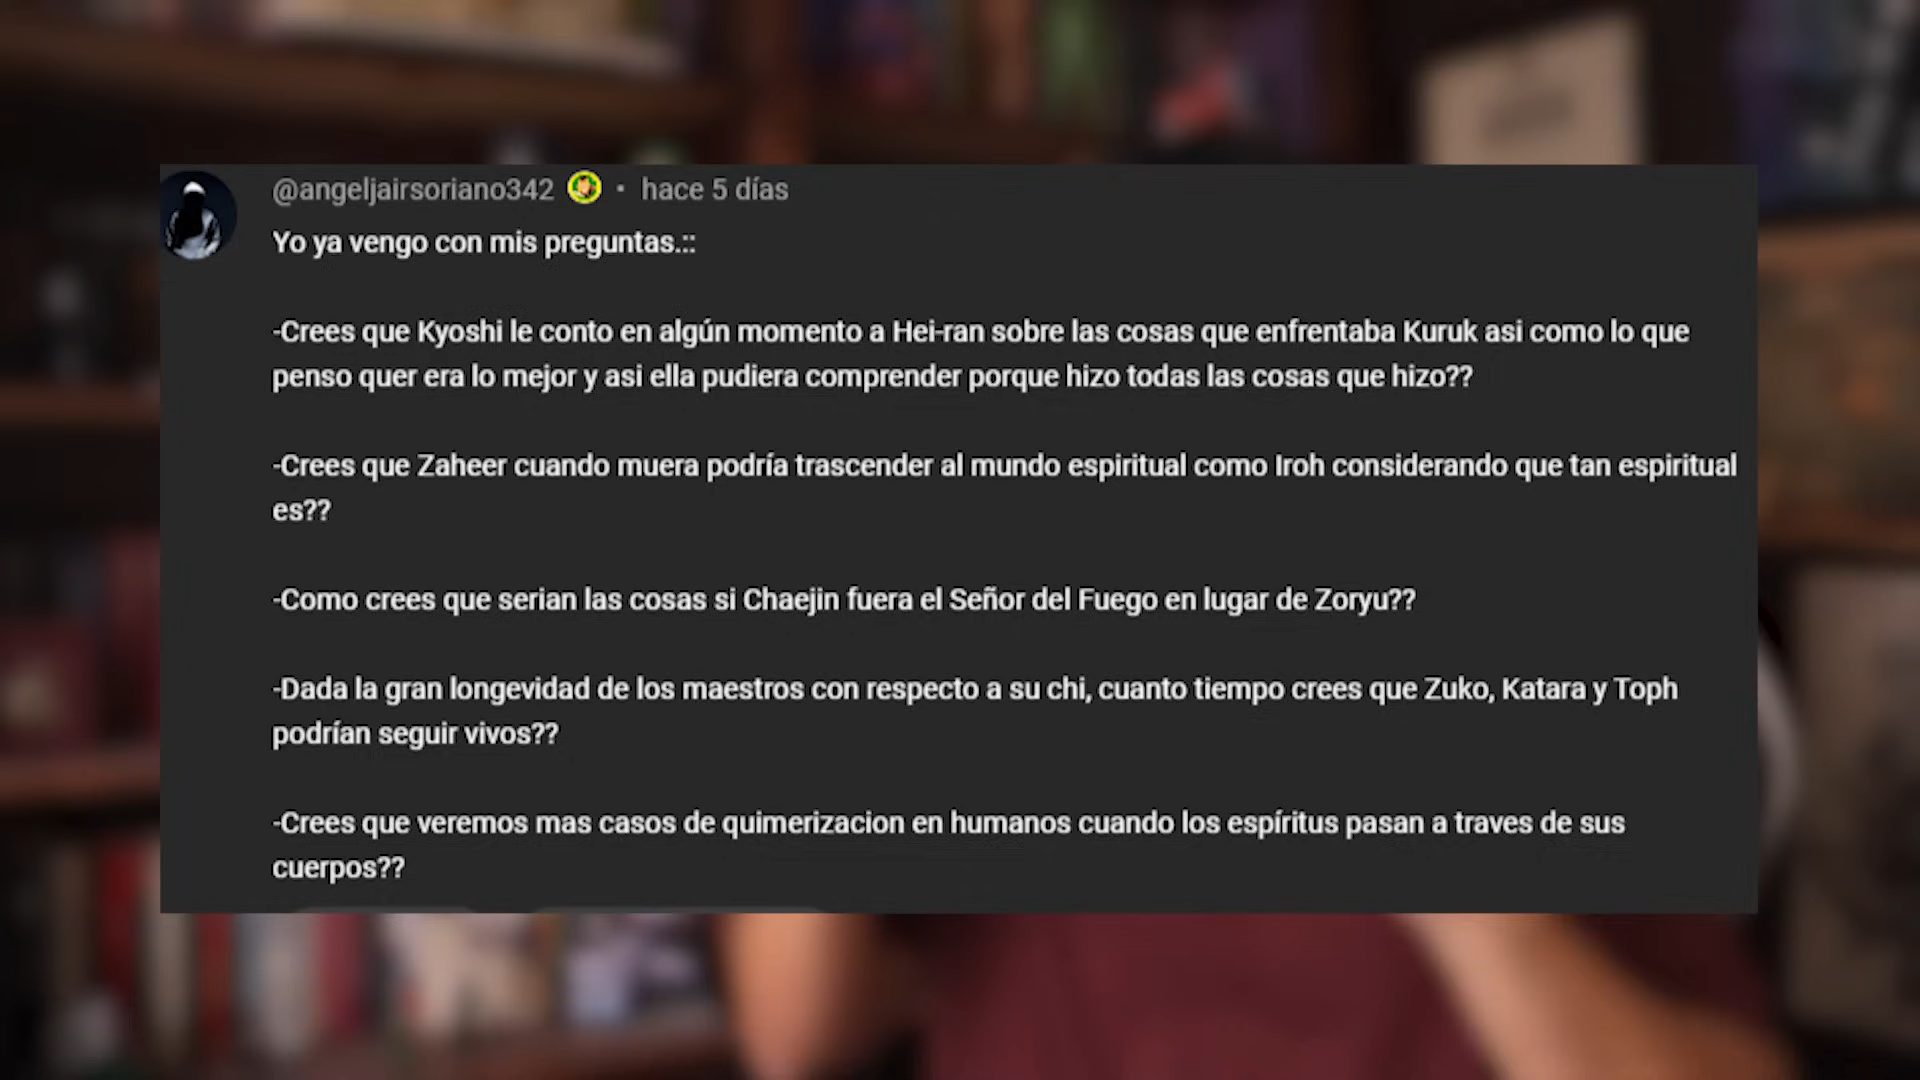 @angeljairsoriano342 • hace 5 días
Yo ya vengo con mis preguntas.::
-Crees que Kyoshi le conto en algún momento a Hei-ran sobre las cosas que enfrentaba Kuruk asi como lo que
penso quer era lo mejor y asi ella pudiera comprender porque hizo todas las cosas que hizo??
-Crees que Zaheer cuando muera podría trascender al mundo espiritual como Iroh considerando que tan espiritual
es??
-Como crees que serian las cosas si Chaejin fuera el Señor del Fuego en lugar de Zoryu??
-Dada la gran longevidad de los maestros con respecto a su chi, cuanto tiempo crees que Zuko, Katara y Toph
podrían seguir vivos??
-Crees que veremos mas casos de quimerizacion en humanos cuando los espíritus pasan a traves de sus
cuerpos??